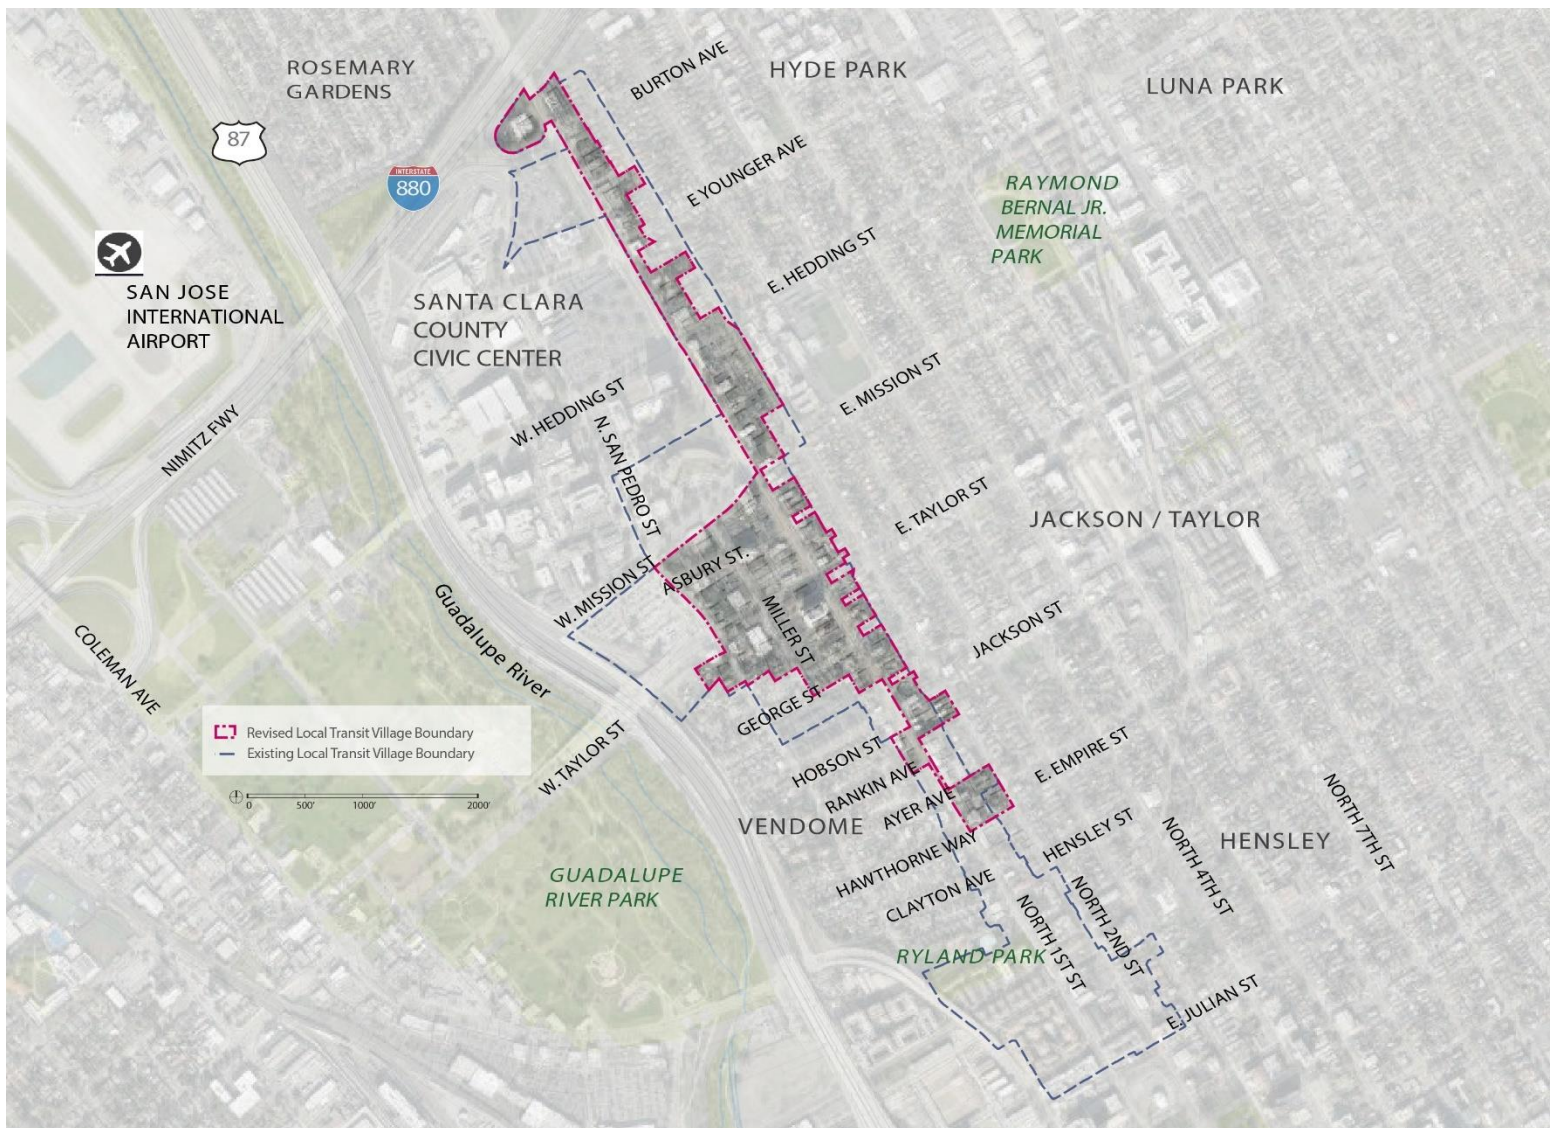 ROSEMARY
GARDENS
BURTON AVE
HYDE PARK
LUNA PARK
87
INTERSTATE
880
E YOUNGER AVE
RAYMOND
BERNAL JR.
MEMORIAL
PARK
E. HEDDING ST
SAN JOSE
INTERNATIONAL
AIRPORT
SANTA CLARA
COUNTY
CIVIC CENTER
E. MISSION ST
W. HEDDING ST
N. SAN PEDRO ST
NIMITZ FWY
E. TAYLOR ST
JACKSON / TAYLOR
W. MISSION ST
ASBURY ST.
MILLER ST
JACKSON ST
Guadalupe River
COLEMAN AVE
GEORGE ST
Revised Local Transit Village Boundary
Existing Local Transit Village Boundary
0 500' 1000' 2000'
W. TAYLOR ST
HOBSON ST
RANKIN AVE
AYER AVE
E. EMPIRE ST
VENDOME
HAWTHORNE WAY
HENSLEY ST
HENSLEY
NORTH 7TH ST
NORTH 4TH ST
GUADALUPE
RIVER PARK
CLAYTON AVE
NORTH 1ST ST
NORTH 2ND ST
RYLAND PARK
E. JULIAN ST